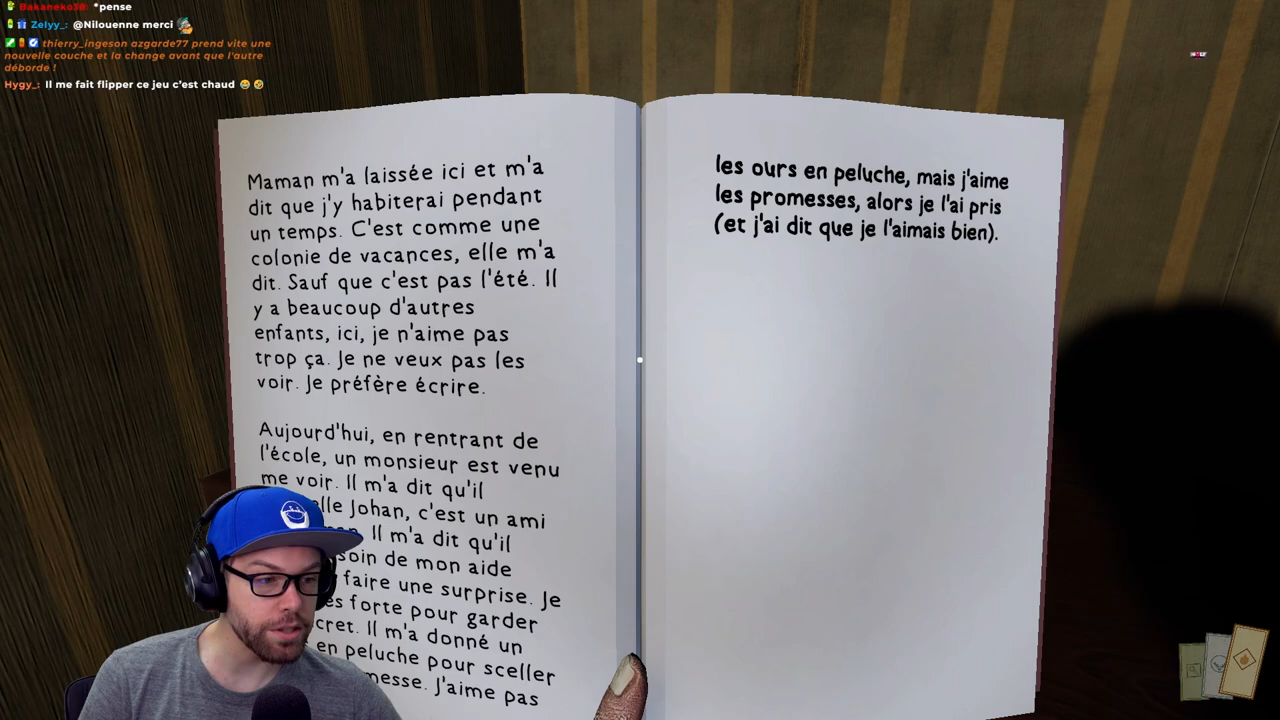 Bakaneko38: *pense
Zelyy_: @Nilouenne merci
thierry_ingeson azgarde77 prend vite une
nouvelle couche et la change avant que l'autre
déborde !
Hygy_: Il me fait flipper ce jeu c'est chaud 😂🤣
Maman m'a laissée ici et m'a
dit que j'y habiterai pendant
un temps. C'est comme une
colonie de vacances, elle m'a
dit. Sauf que c'est pas l'été. Il
y a beaucoup d'autres
enfants, ici, je n'aime pas
trop ça. Je ne veux pas les
voir. Je préfère écrire.
Aujourd'hui, en rentrant de
l'école, un monsieur est venu
me voir. Il m'a dit qu'il
Johan, c'est un ami
Il m'a dit qu'il
soin de mon aide
faire une surprise. Je
forte pour garder
Il m'a donné un
en peluche pour sceller
J'aime pas
les ours en peluche, mais j'aime
les promesses, alors je l'ai pris
(et j'ai dit que je l'aimais bien).